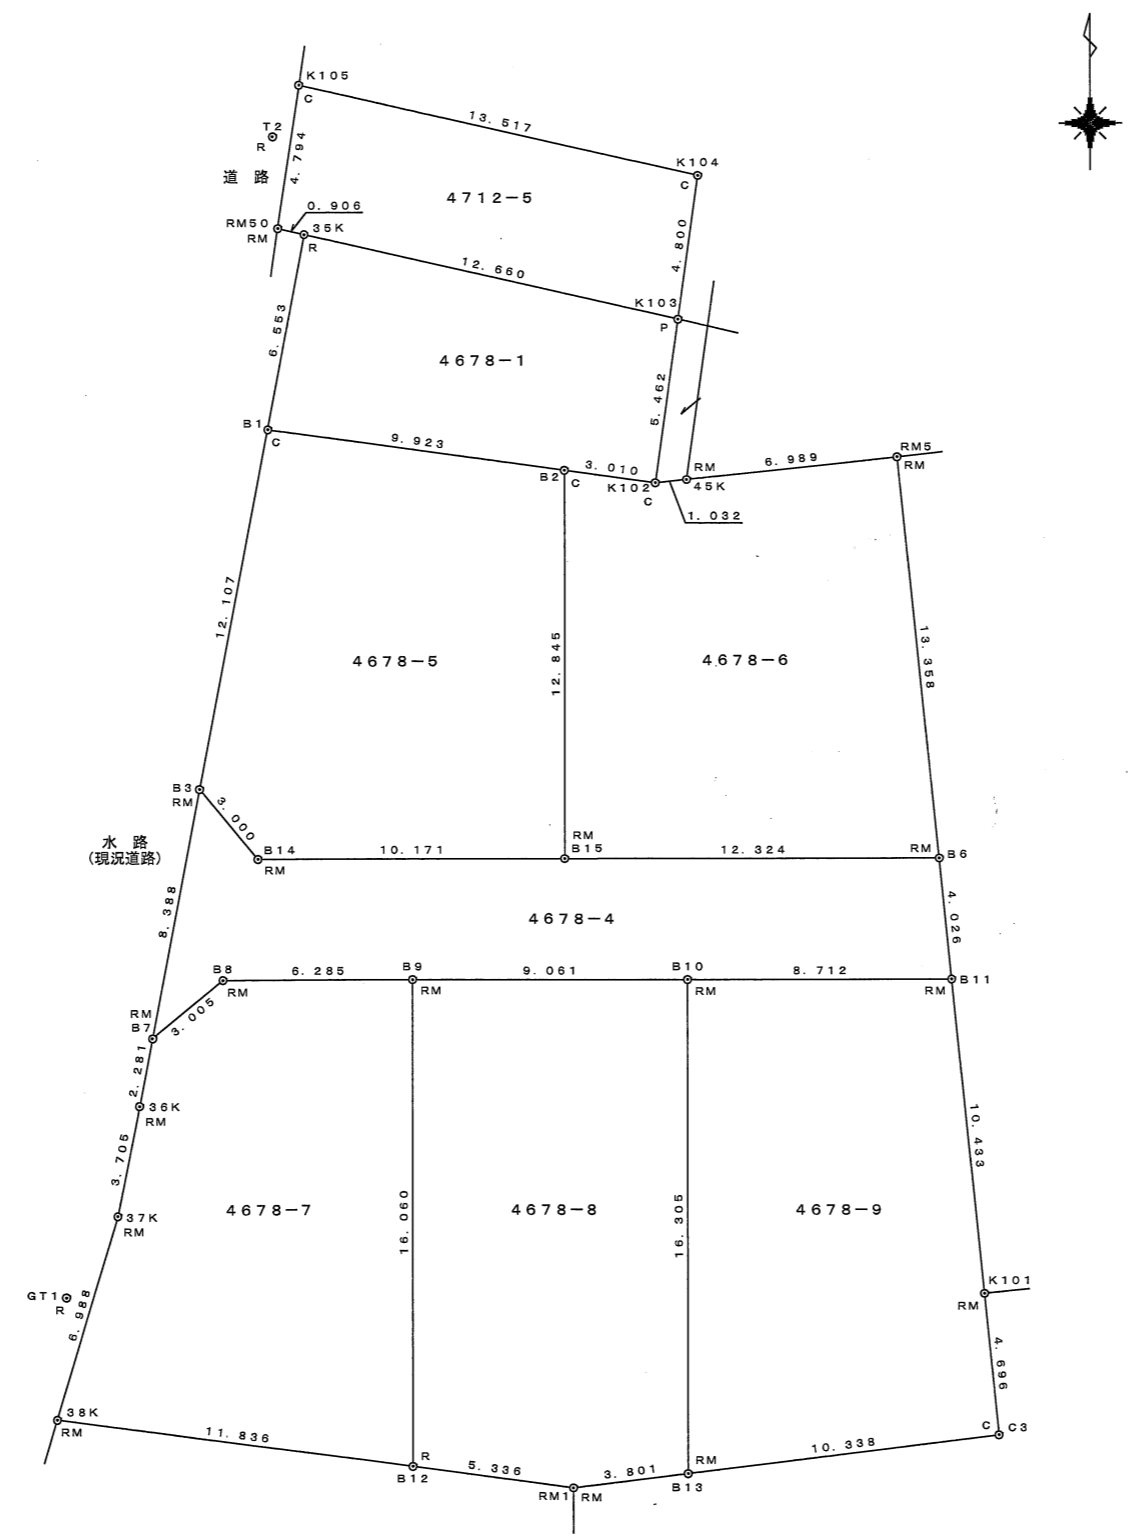 K105
C
13.517
T2
R
4.794
道 路
K104
C
4712-5
0.906
RM50
RM
35K
R
4.800
12.660
K103
P
6.553
4678-1
5.462
B1
C
9.923
B2
C
3.010
K102
C
RM
45K
6.989
RM5
RM
1.032
12.107
4678-5
12.845
4678-6
13.358
B3
RM
3.000
水 路
(現況道路)
B14
RM
10.171
RM
B15
12.324
RM
B6
8.388
4678-4
4.026
B8
RM
6.285
B9
RM
9.061
B10
RM
8.712
RM
B11
RM
B7
3.005
2.281
36K
RM
3.705
10.433
4678-7
16.060
4678-8
16.305
4678-9
37K
RM
GT1
R
6.988
K101
RM
4.696
38K
RM
11.836
R
B12
5.336
RM1
RM
3.801
RM
B13
10.338
C
C3